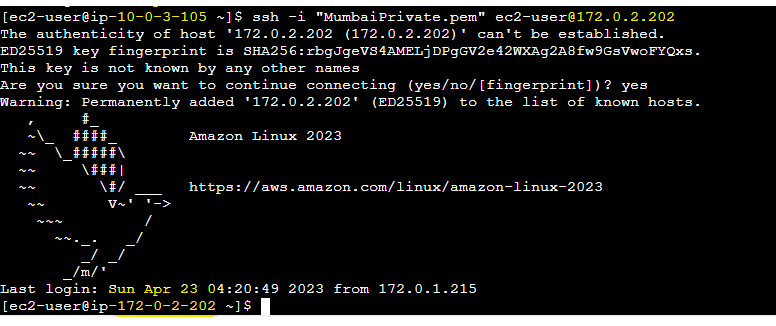 [ec2-user@ip-10-0-3-105 ~]$ ssh -i "MumbaiPrivate.pem" ec2-user@172.0.2.202
The authenticity of host '172.0.2.202 (172.0.2.202)' can't be established.
ED25519 key fingerprint is SHA256:rbgJgeVS4AMELjDPgGV2e42WXAg2A8fw9GsVwoFYQxs.
This key is not known by any other names
Are you sure you want to continue connecting (yes/no/[fingerprint])? yes
Warning: Permanently added '172.0.2.202' (ED25519) to the list of known hosts.
   ,     #_
   ~\_  ####_        Amazon Linux 2023
  ~~  \_#####\
  ~~     \###|
  ~~       \#/ ___   https://aws.amazon.com/linux/amazon-linux-2023
   ~~       V~' '->
    ~~~         /
      ~~._.   _/
         _/ _/
       _/m/'
Last login: Sun Apr 23 04:20:49 2023 from 172.0.1.215
[ec2-user@ip-172-0-2-202 ~]$